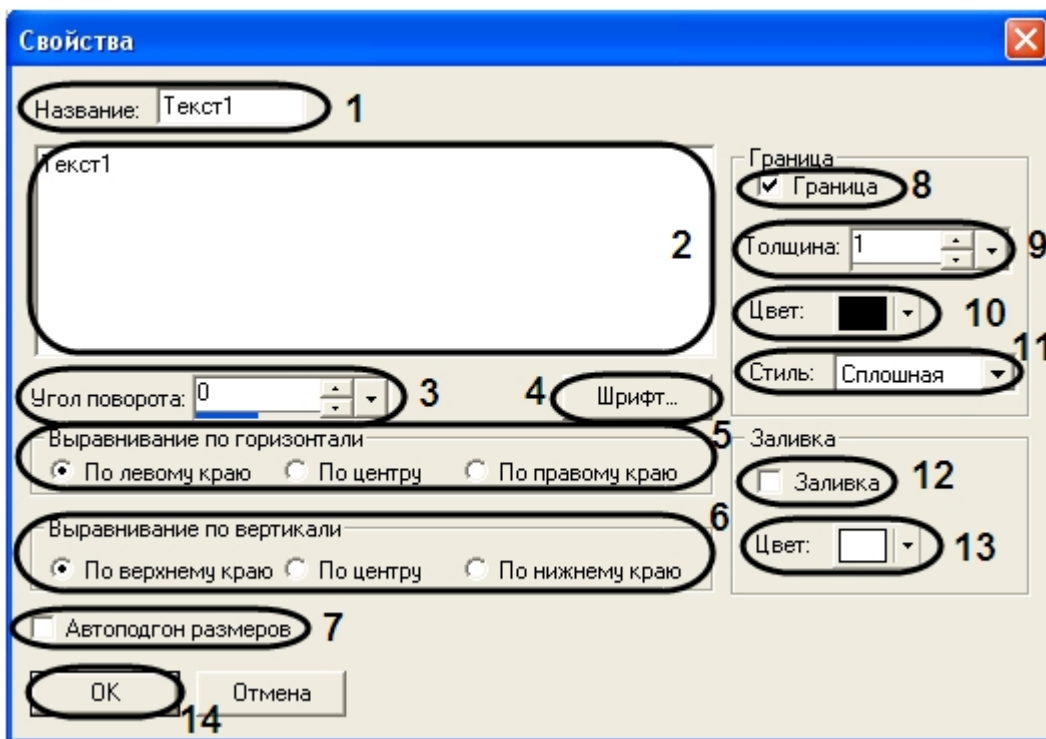 Свойства
Название: Текст1 1
Текст1
2
Граница
Граница 8
Толщина: 1 9
Цвет: 10
Стиль: Сплошная 11
Угол поворота: 0 3
4 Шрифт...
Выравнивание по горизонтали 5
По левому краю По центру По правому краю
Выравнивание по вертикали 6
По верхнему краю По центру По нижнему краю
Заливка
Заливка 12
Цвет: 13
Автоподгон размеров 7
OK Отмена
14